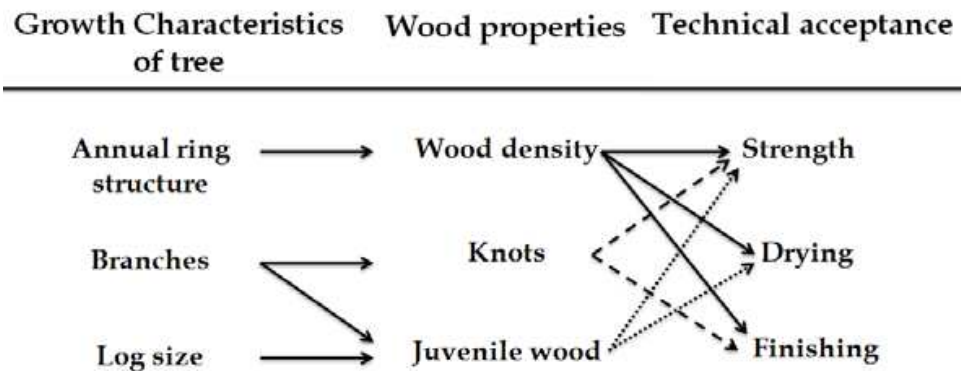 Growth Characteristics of tree
Wood properties
Technical acceptance
Annual ring structure
Wood density
Strength
Branches
Knots
Drying
Log size
Juvenile wood
Finishing